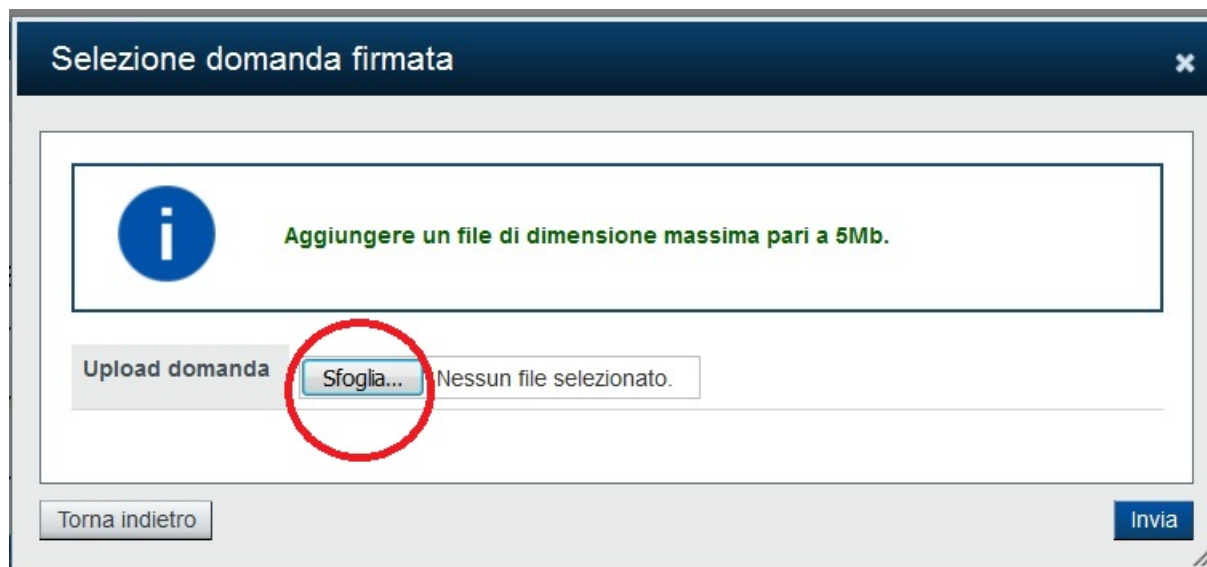 Selezione domanda firmata
Aggiungere un file di dimensione massima pari a 5Mb.
Upload domanda Sfoglia... Nessun file selezionato.
Torna indietro Invia